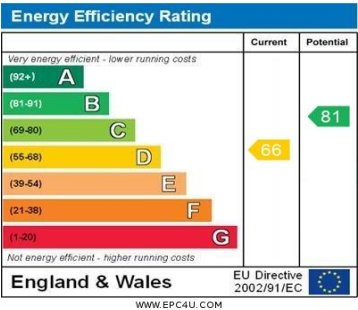 Energy Efficiency Rating
Current Potential
Very energy efficient - lower running costs
(92+) A
(81-91) B
(69-80) C
(55-68) D
(39-54) E
(21-38) F
(1-20) G
66
81
Not energy efficient - higher running costs
England & Wales
EU Directive
2002/91/EC
WWW.EPC4U.COM